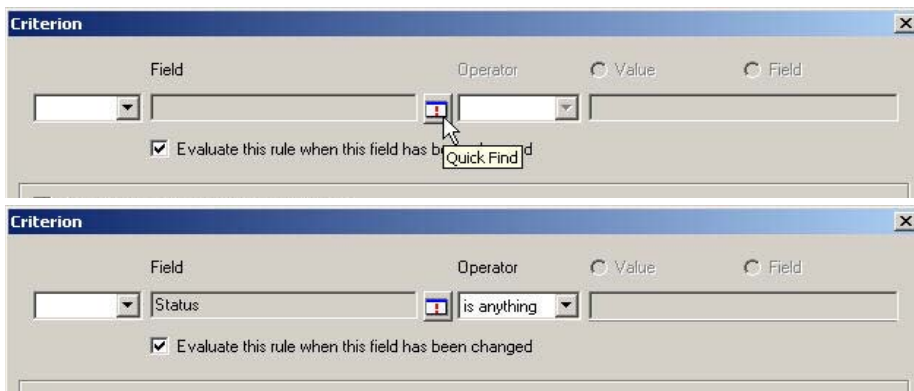 Criterion
Field Operator Value Field
Evaluate this rule when this field has be d
Quick Find
Criterion
Field Operator Value Field
Status is anything
Evaluate this rule when this field has been changed